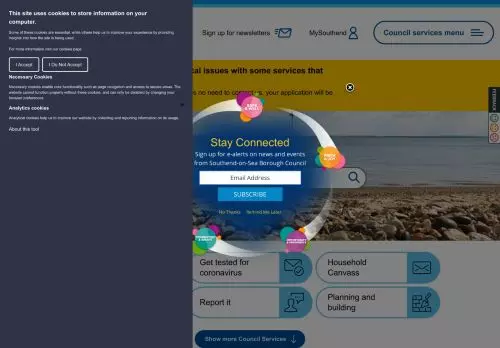 This site uses cookies to store information on your
computer.
Some of these cookies are essential, while others help us to improve your experience by providing
insights into how the site is being used.
For more information visit our cookies page.
I Accept
I Do Not Accept
Necessary Cookies
Necessary cookies enable core functionality such as page navigation and access to secure areas. The
website cannot function properly without these cookies, and can only be disabled by changing your
browser preferences.
Analytics cookies
Analytical cookies help us to improve our website by collecting and reporting information on its usage.
About this tool
Sign up for newsletters
MySouthend
Council services menu
al issues with some services that
s no need to
your application will be
FEEDBACK
Stay Connected
Sign up for e-alerts on news and events
from Southend-on-Sea Borough Council
Email Address
SUBSCRIBE
No Thanks
Remind Me Later
Get tested for
coronavirus
Household
Canvass
Report it
Planning and
building
Show more Council Services